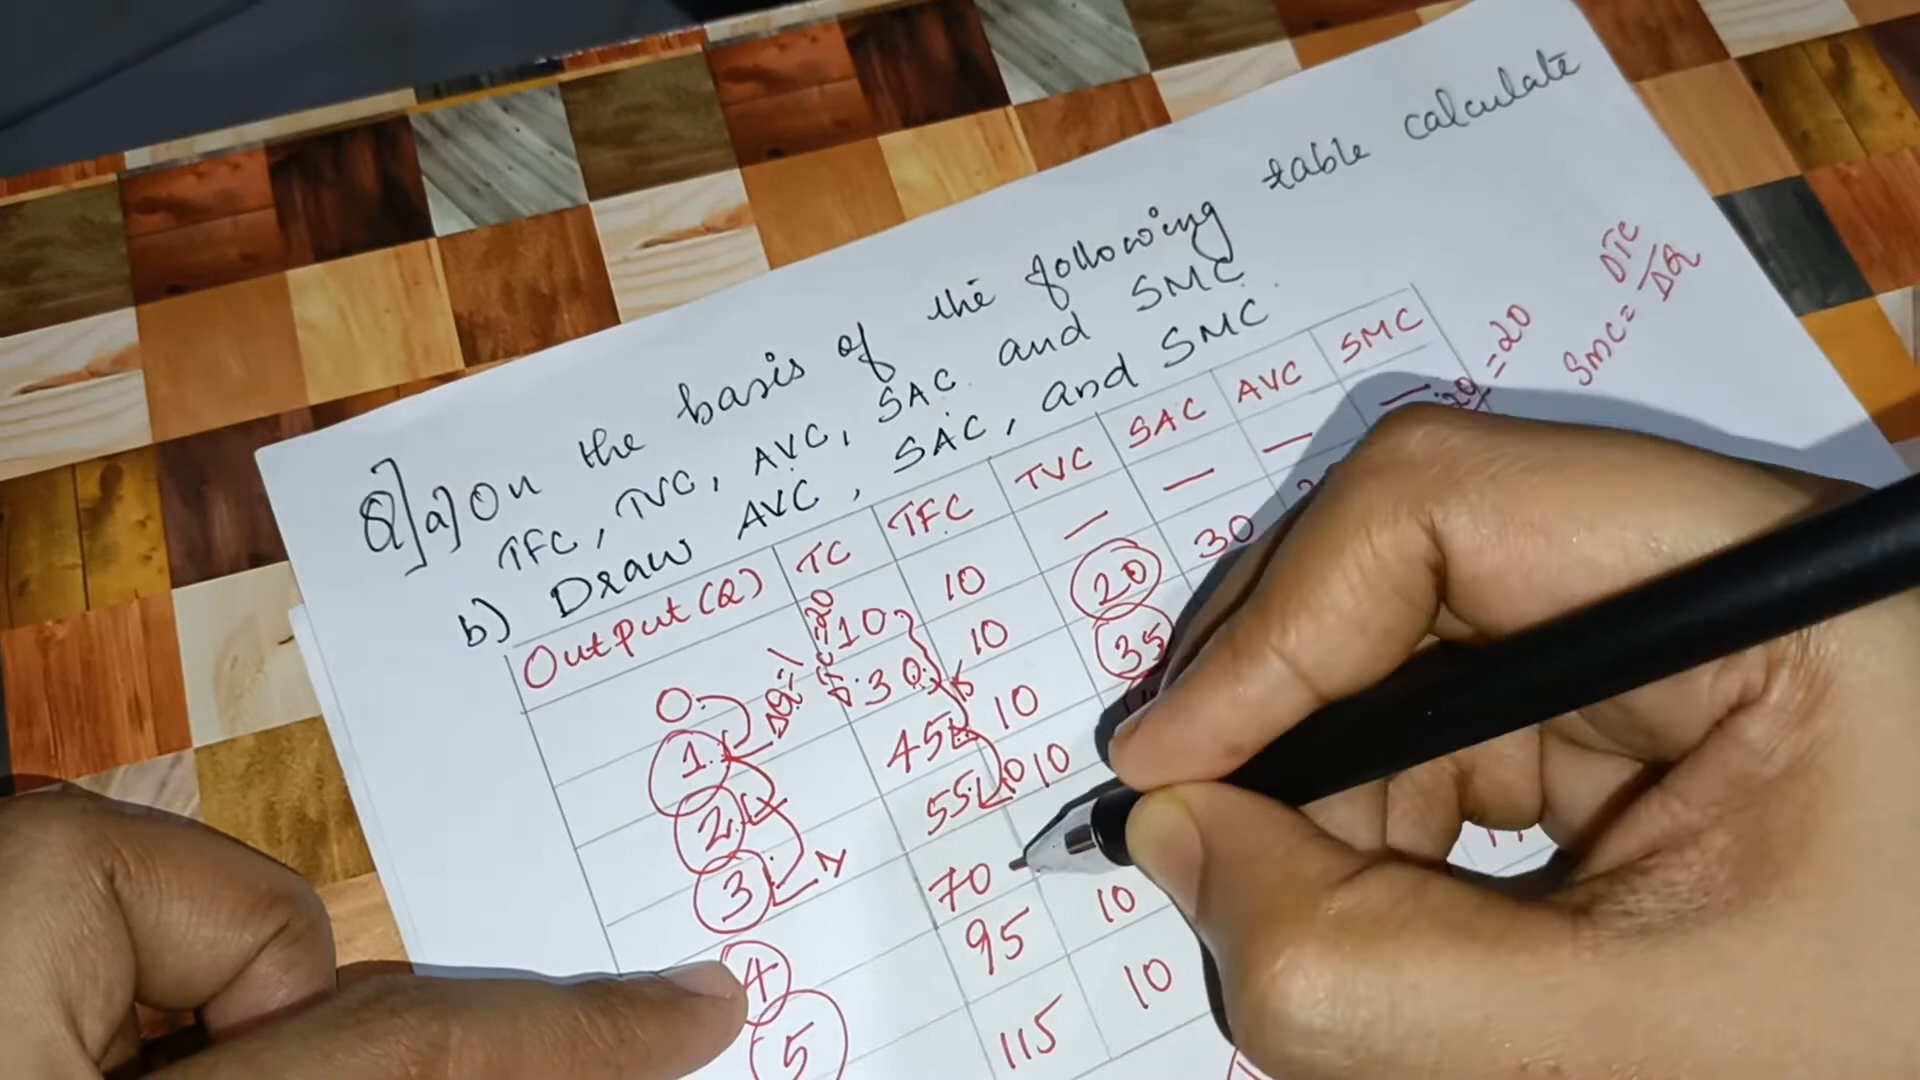 Q] a) On the basis of the following table calculate
TFC, TVC, AVC, SAC and SMC.
b) Draw AVC, SAC, and SMC.
Output(Q) TC TFC TVC SAC AVC SMC
0 10 10 — — — —
1 30 10 20 30
2 45 10 35
3 55 10
4 70 10
5 95 10
115
ΔQ=1
1
10
=20
SMC= ΔTC
ΔQ